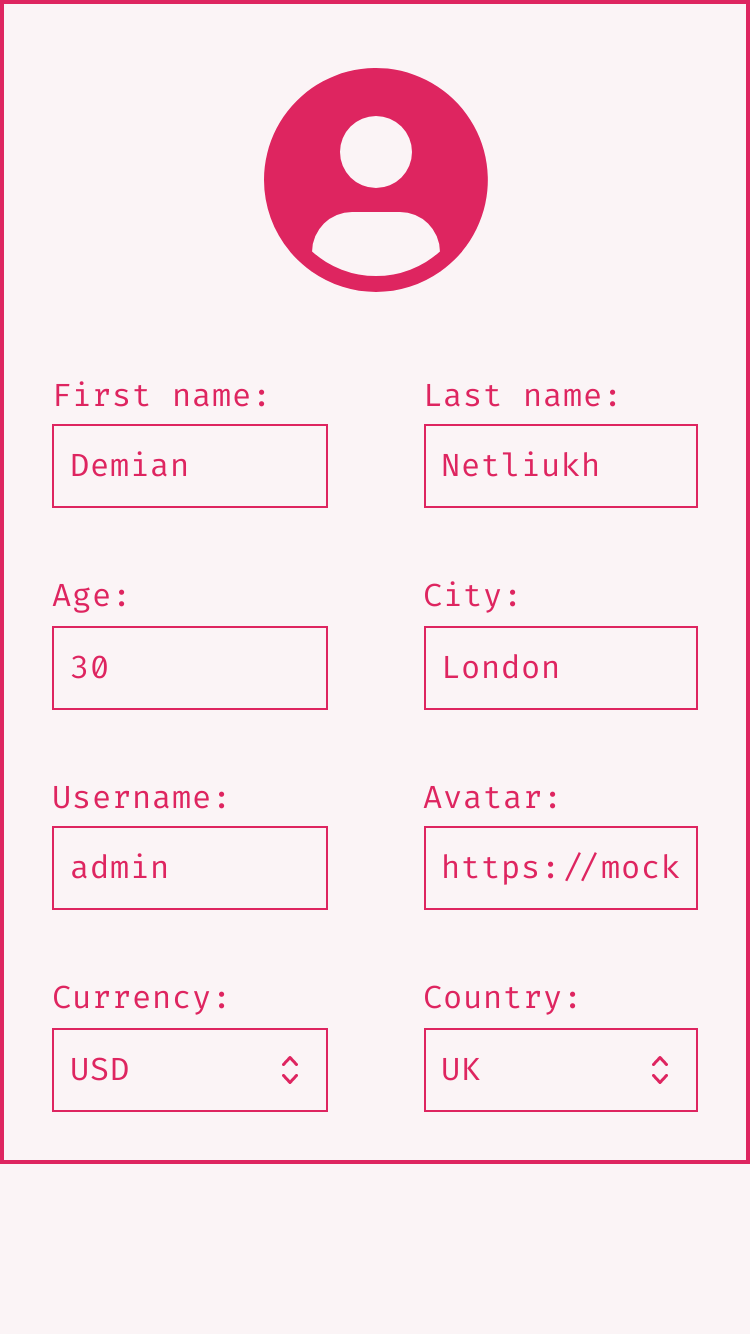 First name:
Last name:
Demian
Netliukh
Age:
City:
30
London
Username:
Avatar:
admin
https://mock
Currency:
Country:
USD
UK